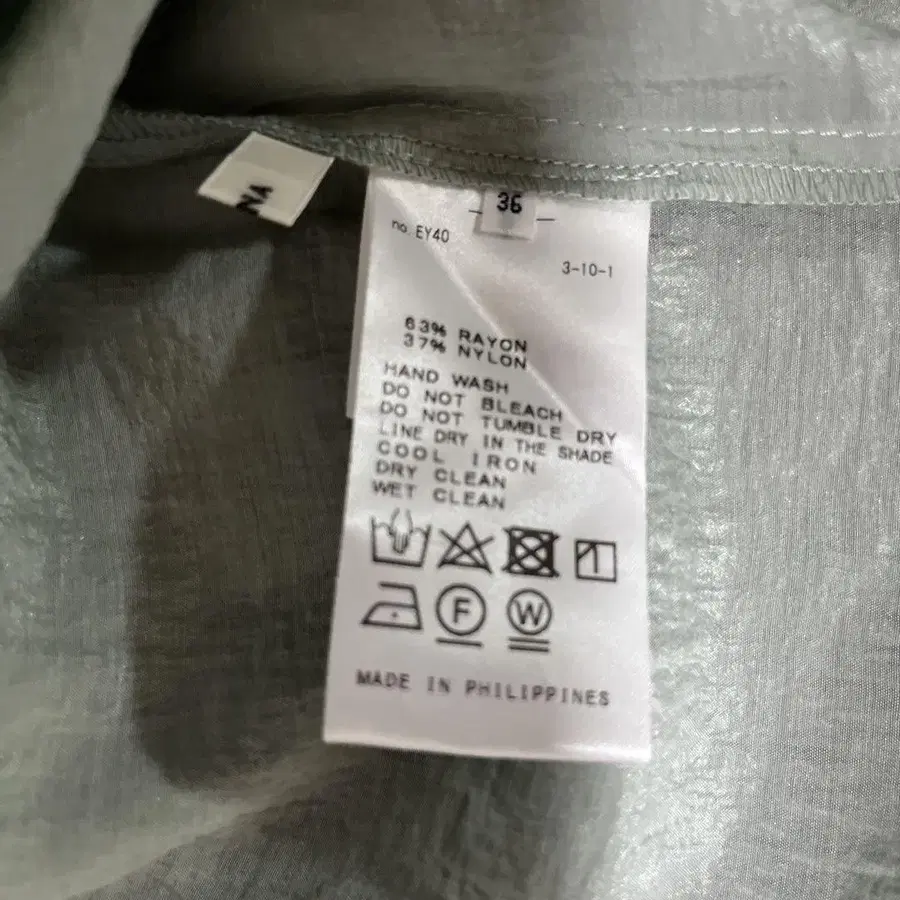 NA
36
no. EY40
3-10-1
63% RAYON
37% NYLON
HAND WASH
DO NOT BLEACH
DO NOT TUMBLE DRY
LINE DRY IN THE SHADE
COOL IRON
DRY CLEAN
WET CLEAN
F
W
MADE IN PHILIPPINES